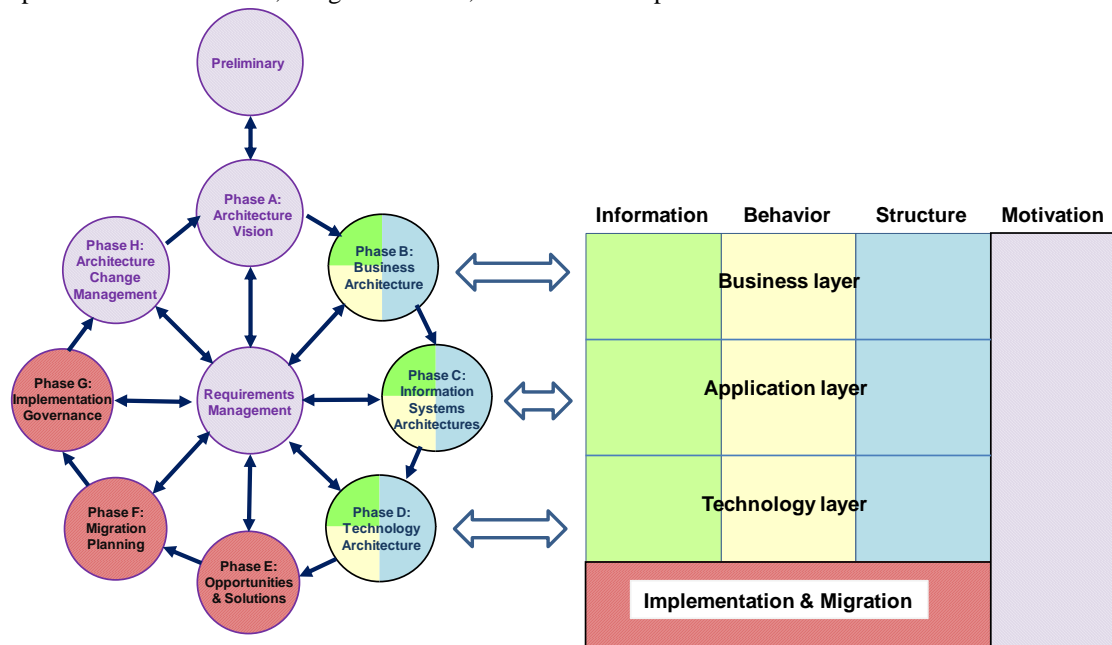 Preliminary
Phase A:
Architecture
Vision
Phase H:
Architecture
Change
Management
Phase B:
Business
Architecture
Phase G:
Implementation
Governance
Requirements
Management
Phase C:
Information
Systems
Architectures
Phase F:
Migration
Planning
Phase D:
Technology
Architecture
Phase E:
Opportunities
& Solutions
Information Behavior Structure Motivation
Business layer
Application layer
Technology layer
Implementation & Migration